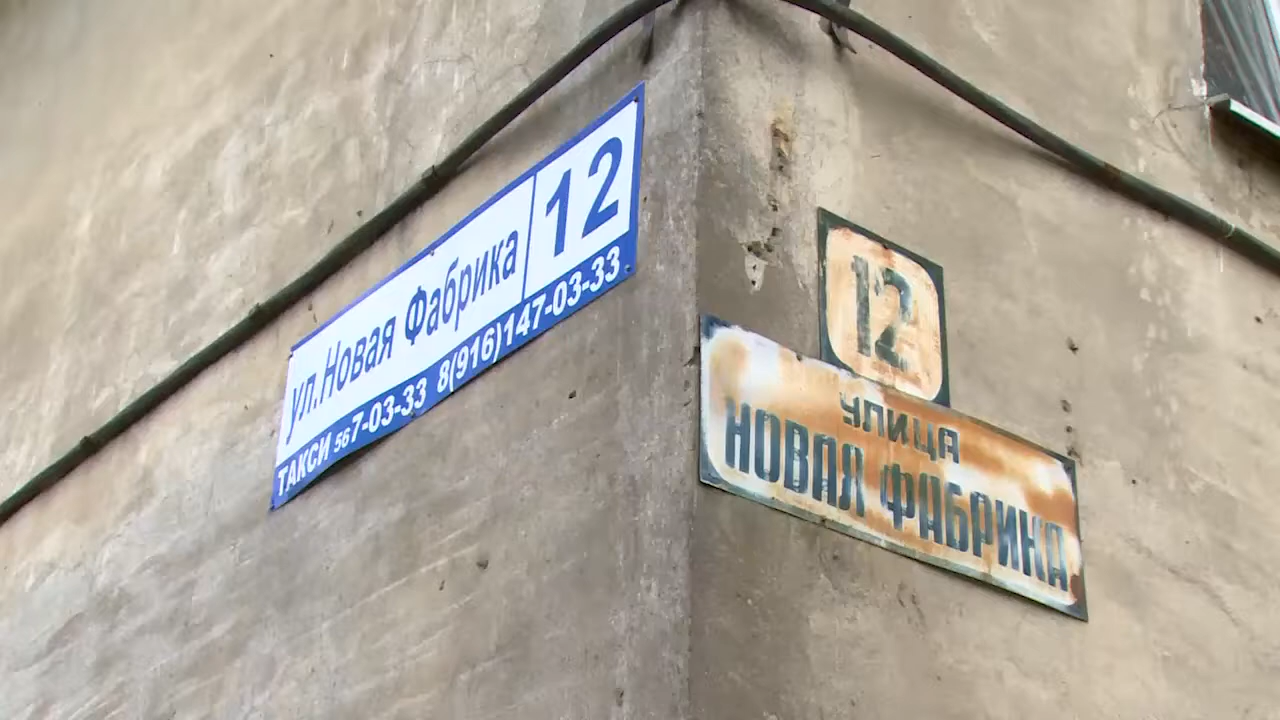 ул.Новая Фабрика 12
ТАКСИ 567-03-33 8(916)147-03-33
12
УЛИЦА
НОВАЯ ФАБРИКА